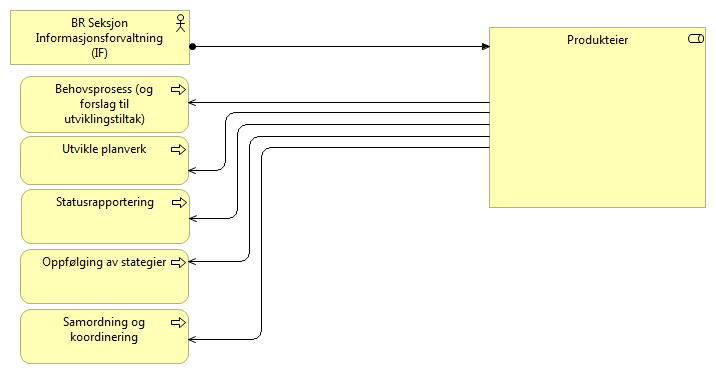 BR Seksjon
Informasjonsforvaltning
(IF)
Produkteier
Behovsprosess (og
forslag til
utviklingstiltak)
Utvikle planverk
Statusrapportering
Oppfølging av stategier
Samordning og
koordinering